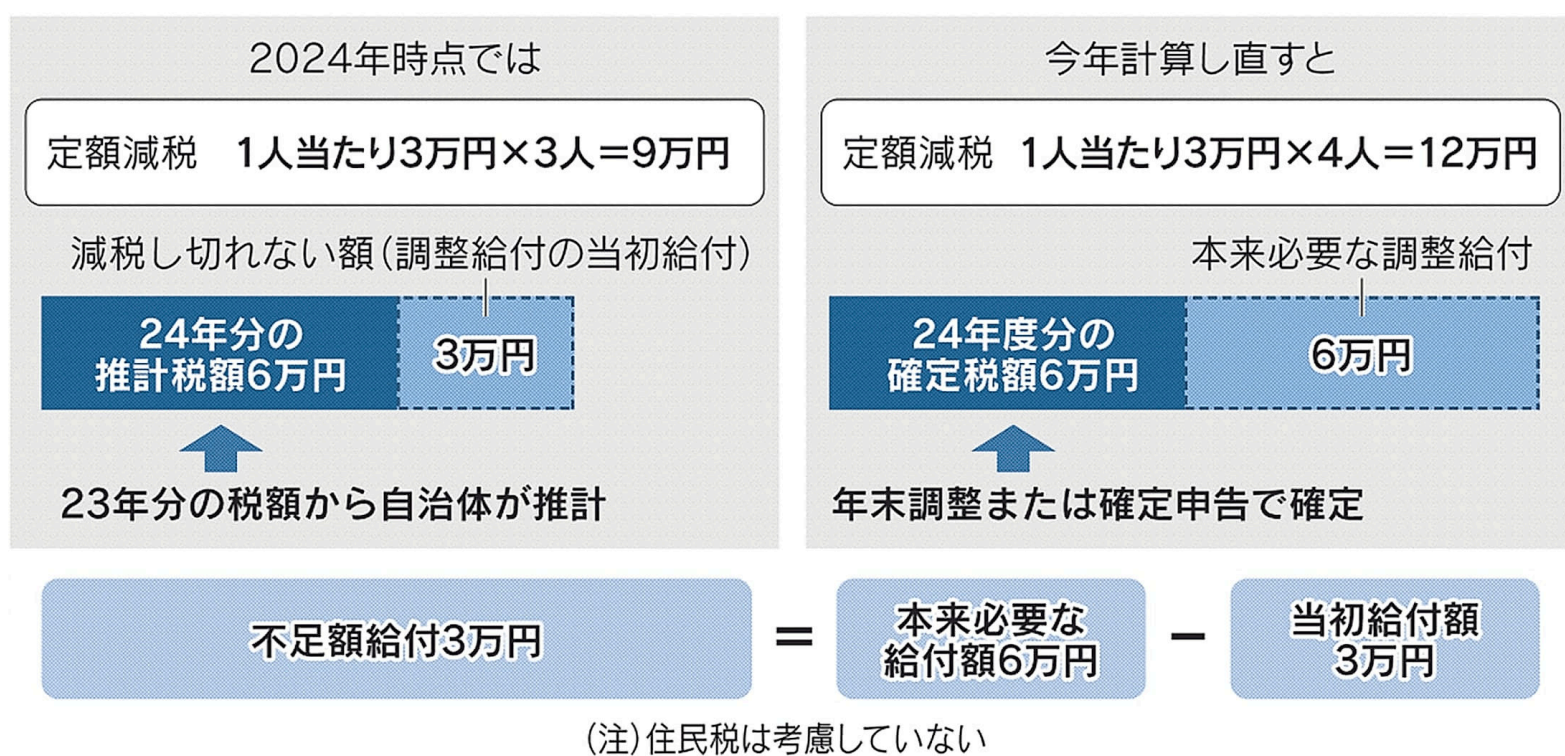 2024年時点では
定額減税 1人当たり3万円×3人＝9万円
減税し切れない額（調整給付の当初給付）
24年分の
推計税額6万円
3万円
23年分の税額から自治体が推計
今年計算し直すと
定額減税 1人当たり3万円×4人＝12万円
本来必要な調整給付
24年度分の
確定税額6万円
6万円
年末調整または確定申告で確定
不足額給付3万円
＝
本来必要な
給付額6万円
－
当初給付額
3万円
（注）住民税は考慮していない